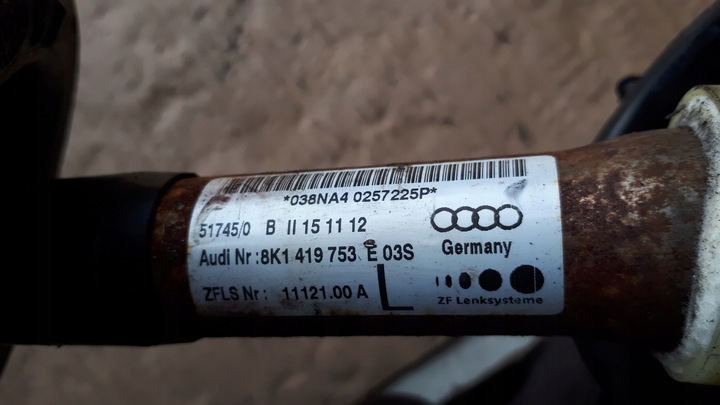 *038NA4 0257225P*
51745/0 B II 15 11 12
Audi Nr :8K1 419 753 E 03S
Germany
ZFLS Nr : 11121.00 A
L
ZF Lenksysteme